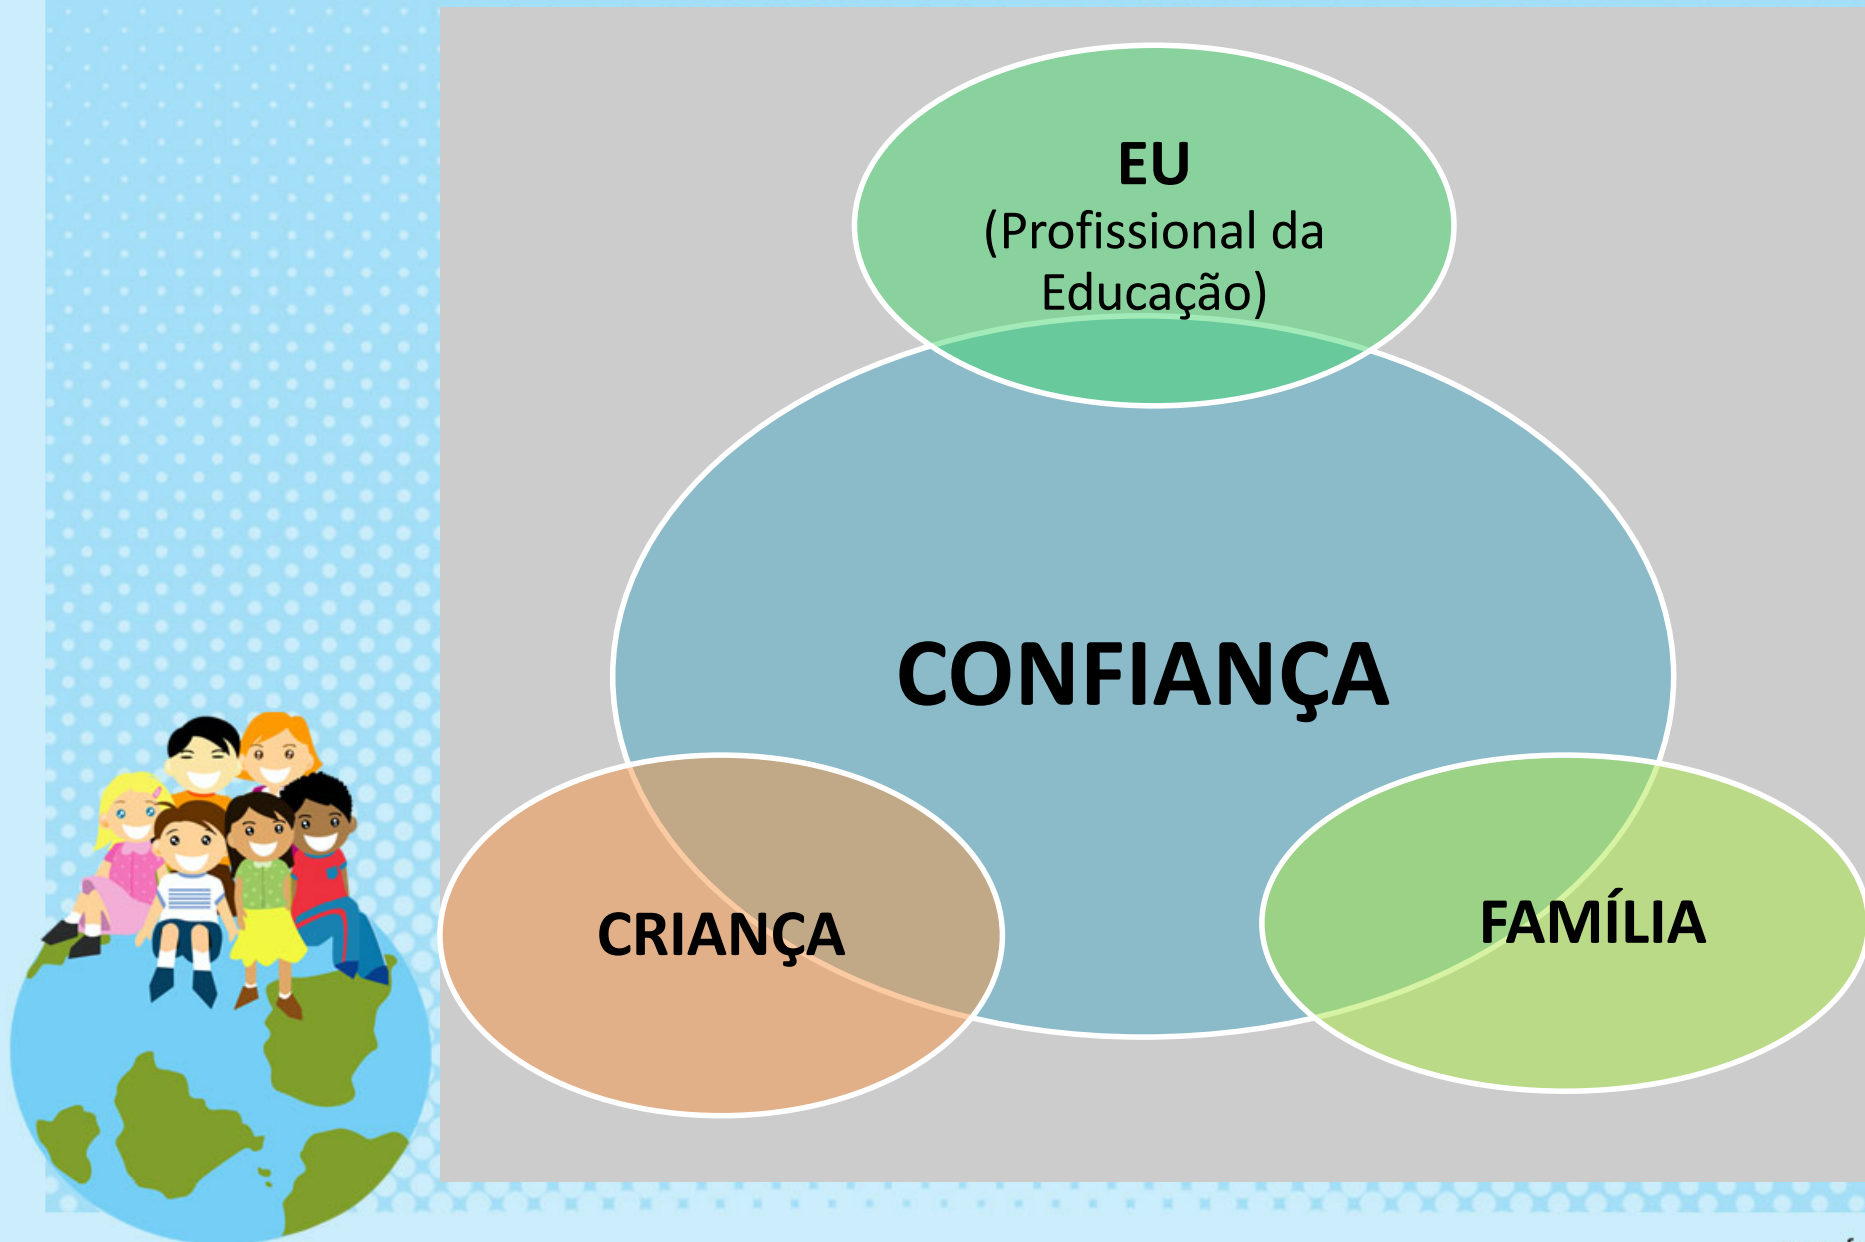 EU
(Profissional da
Educação)
CONFIANÇA
CRIANÇA
FAMÍLIA